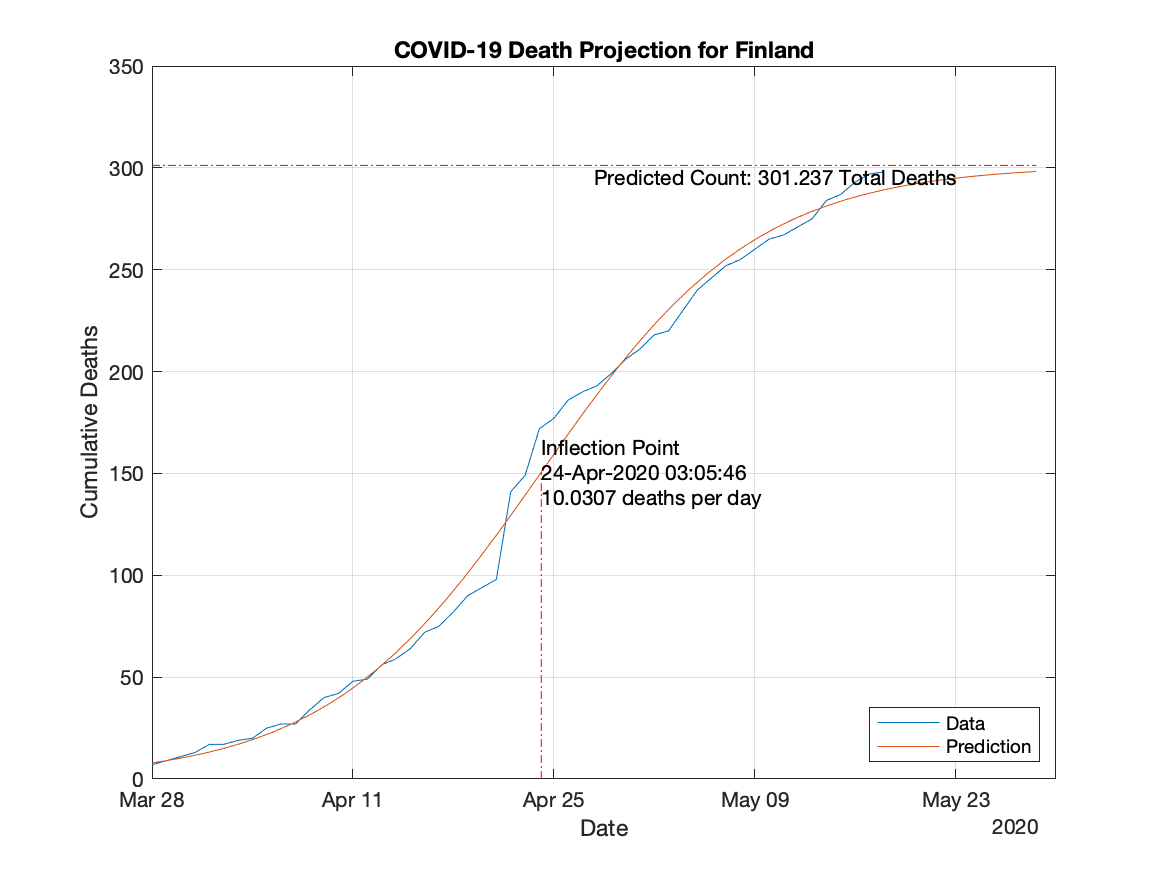 COVID-19 Death Projection for Finland
350
300
Predicted Count: 301.237 Total Deaths
250
200
Inflection Point
150
24-Apr-2020 03:05:46
10.0307 deaths per day
100
50
0
Cumulative Deaths
Data
Prediction
Mar 28
Apr 11
Apr 25
May 09
May 23
Date
2020